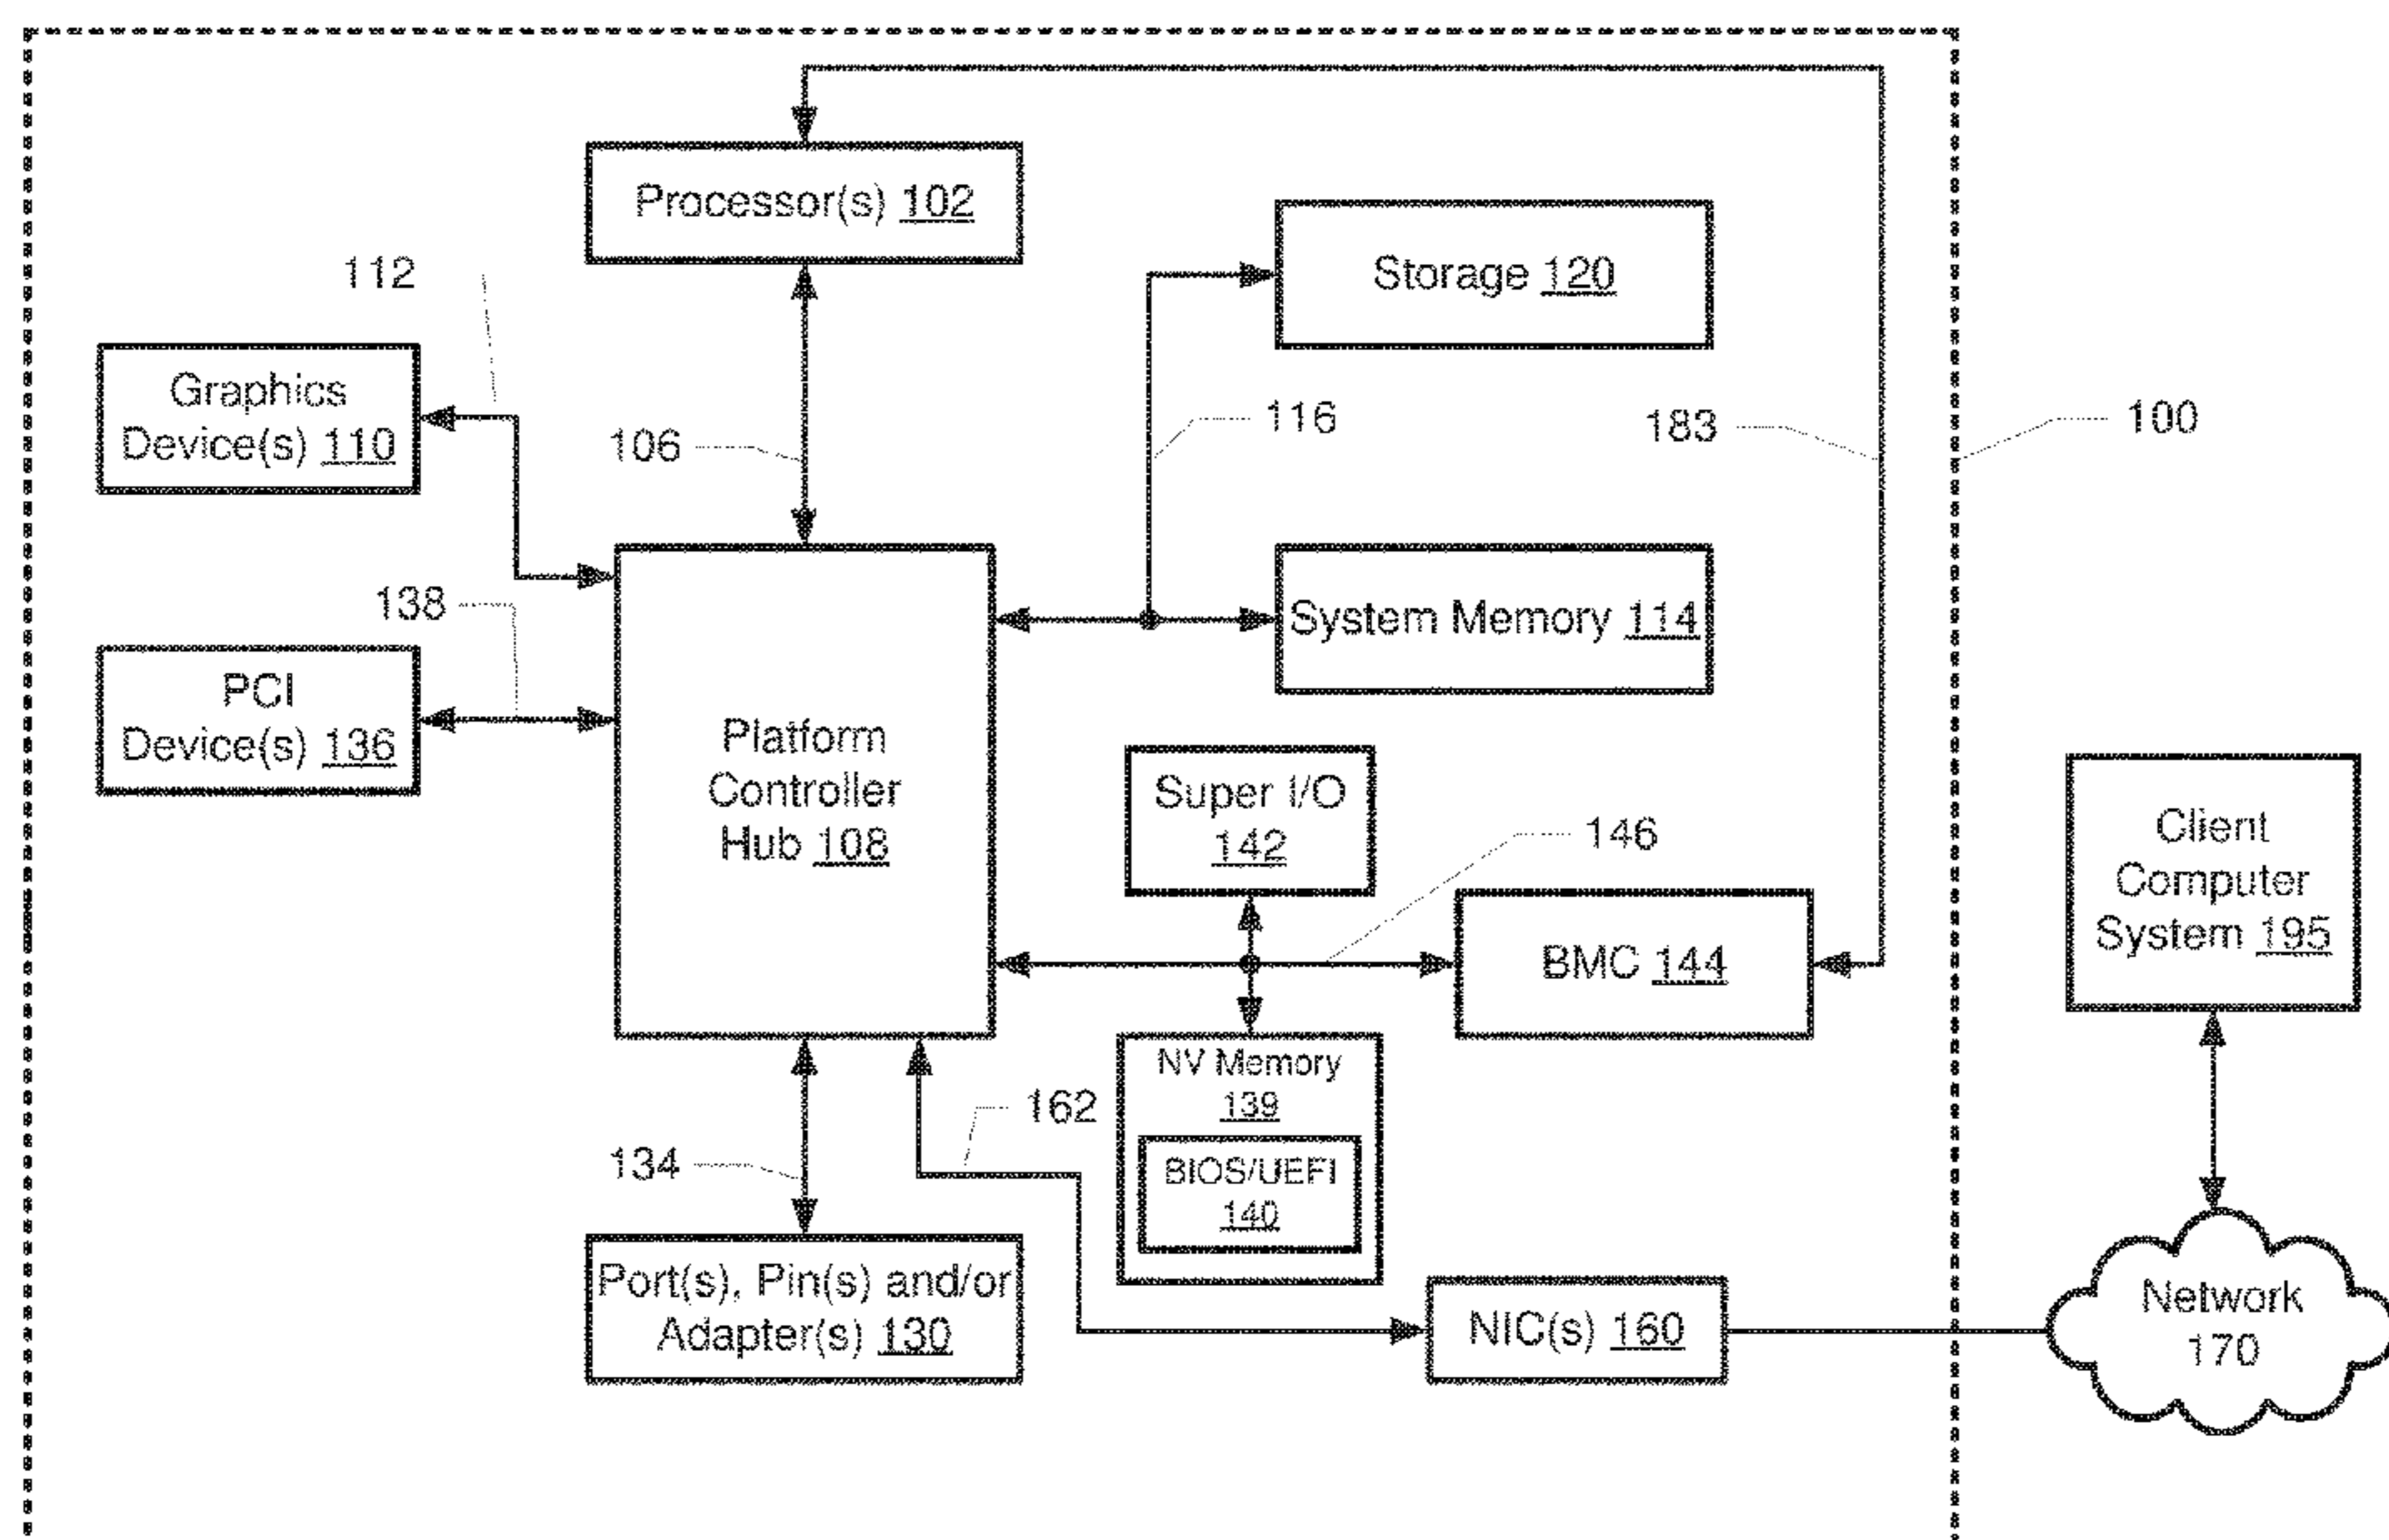 Processor(s) 102
112
Storage 120
Graphics
Device(s) 110
106
116
183
100
138
System Memory 114
PCI
Device(s) 136
Platform
Controller
Hub 108
Super I/O
142
146
Client
Computer
System 195
BMC 144
NV Memory
139
162
134
BIOS/UEFI
140
Port(s), Pin(s) and/or
Adapter(s) 130
NIC(s) 160
Network
170